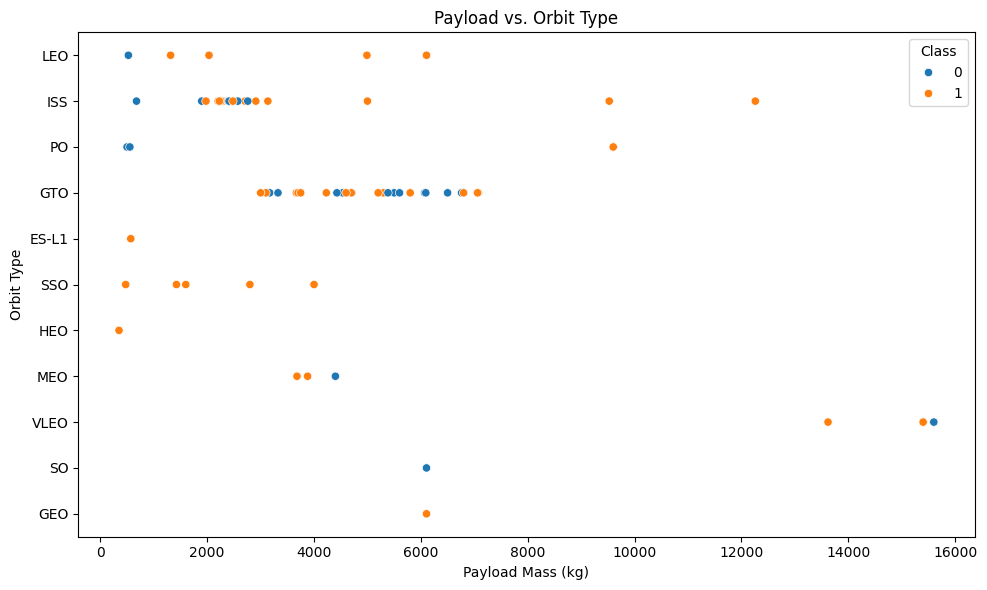 Payload vs. Orbit Type
Class
0
1
Orbit Type
LEO
ISS
PO
GTO
ES-L1
SSO
HEO
MEO
VLEO
SO
GEO
0 2000 4000 6000 8000 10000 12000 14000 16000
Payload Mass (kg)